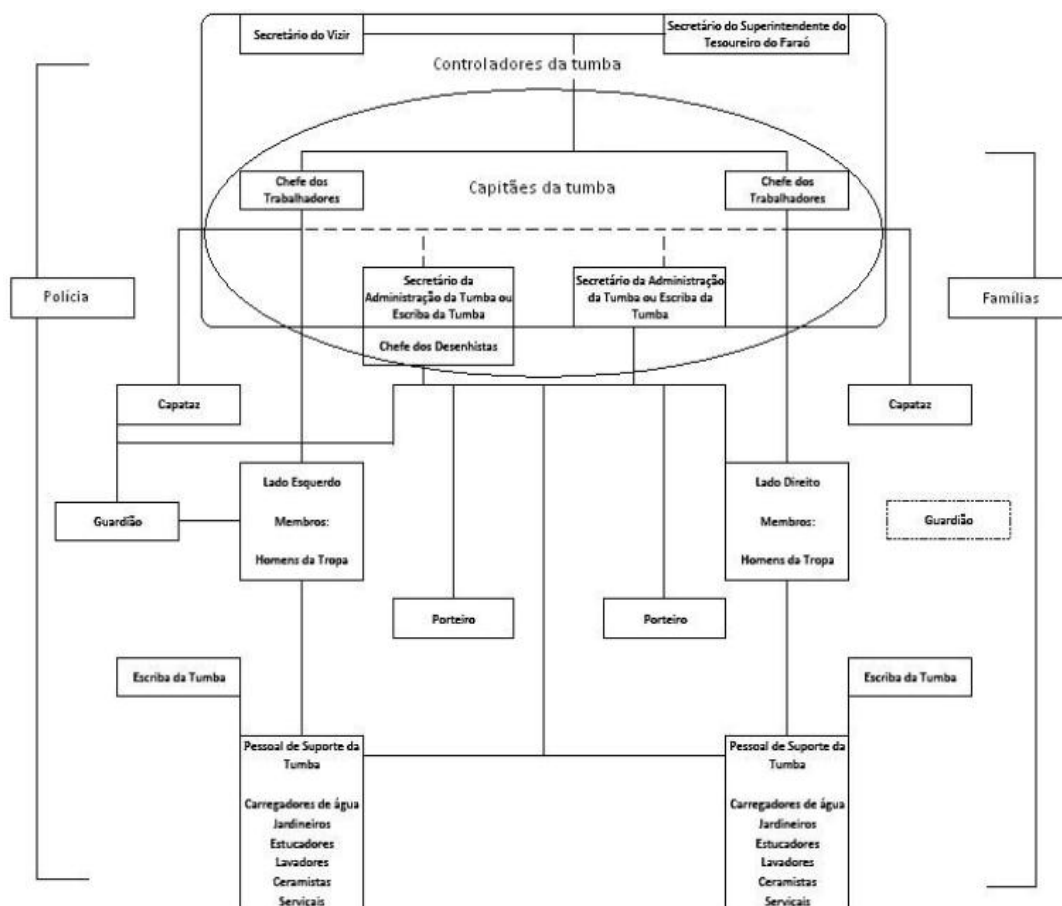 Secretário do Vizir
Secretário do Superintendente do
Tesoureiro do Faraó
Controladores da tumba
Chefe dos
Trabalhadores
Capitães da tumba
Chefe dos
Trabalhadores
Polícia
Secretário da
Administração da Tumba ou
Escriba da Tumba
Chefe dos Desenhistas
Secretário da Administração
da Tumba ou Escriba da
Tumba
Famílias
Capataz
Capataz
Guardião
Lado Esquerdo
Membros:
Homens da Tropa
Lado Direito
Membros:
Homens da Tropa
Guardião
Porteiro
Porteiro
Escriba da Tumba
Escriba da Tumba
Pessoal de Suporte da
Tumba
Carregadores de água
Jardineiros
Estucadores
Lavadores
Ceramistas
Serviçais
Pessoal de Suporte da
Tumba
Carregadores de água
Jardineiros
Estucadores
Lavadores
Ceramistas
Serviçais